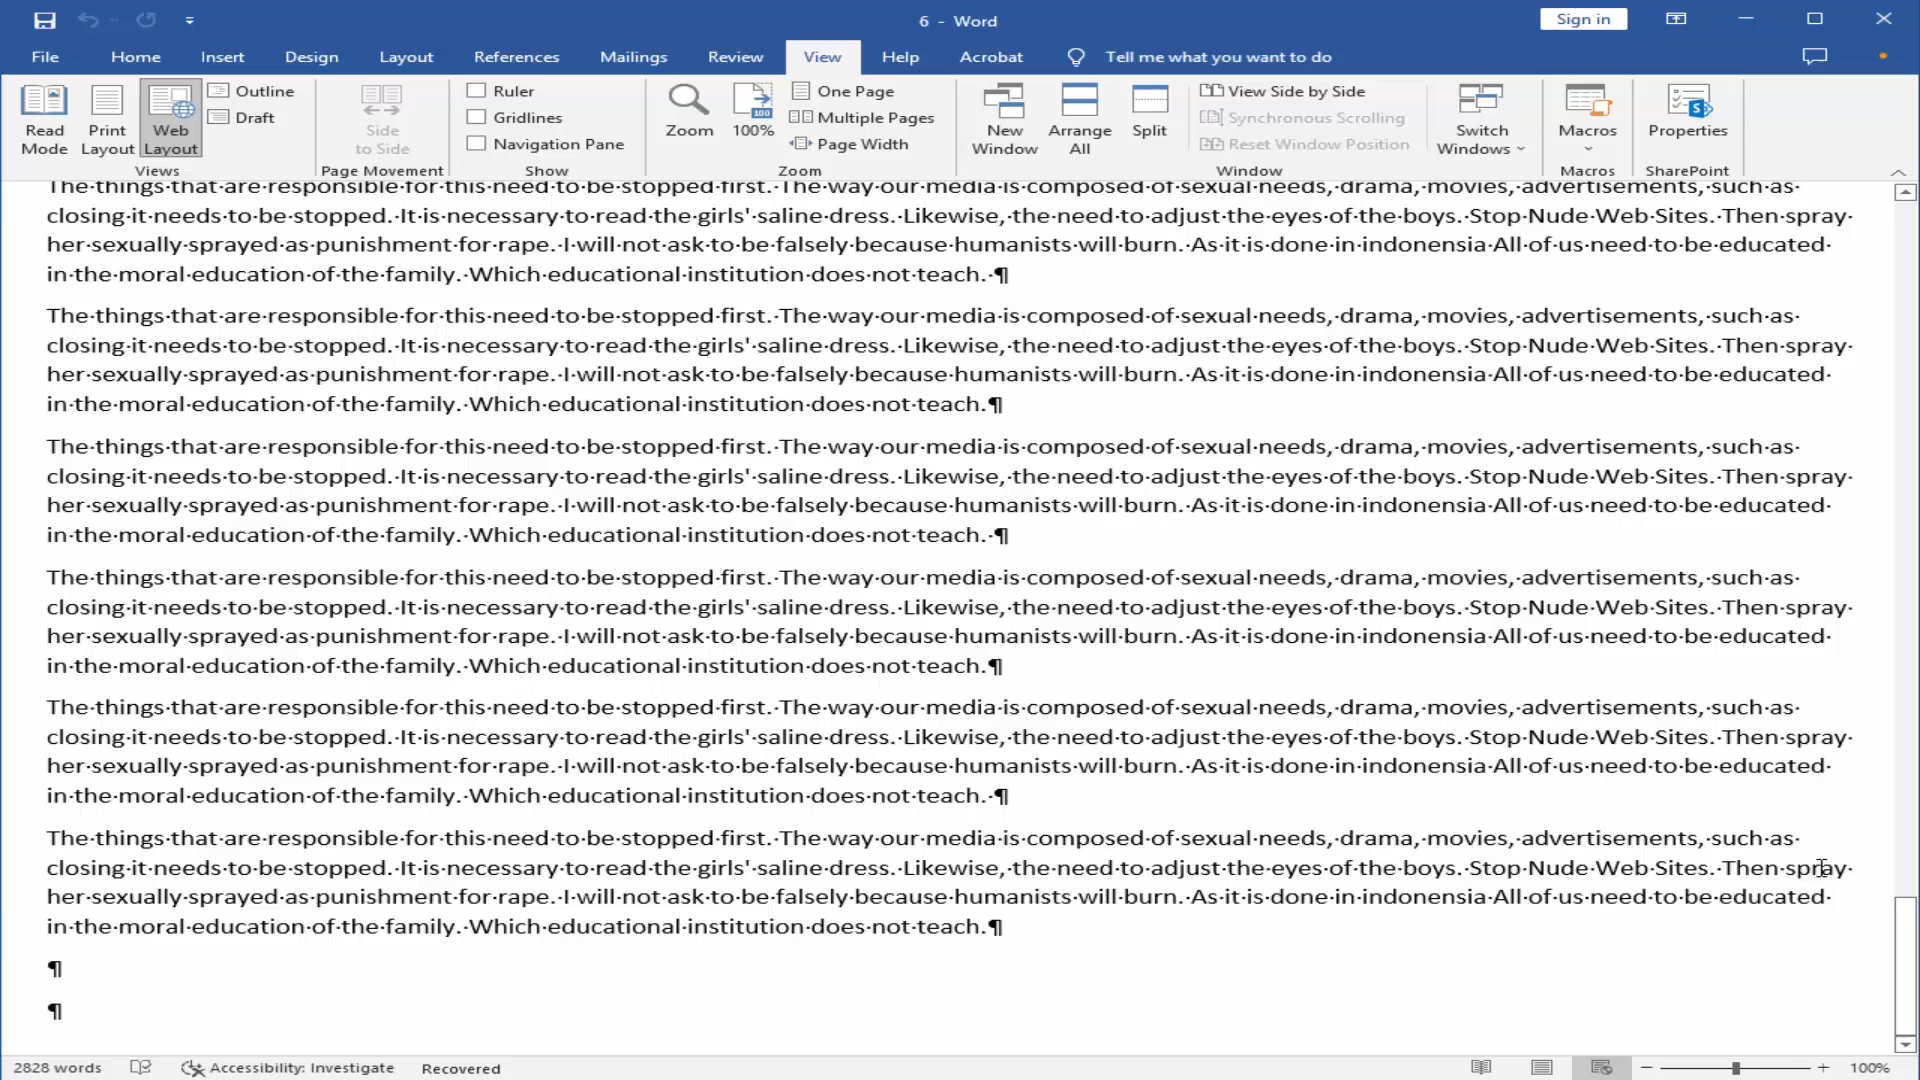 6 - Word
Sign in
File Home Insert Design Layout References Mailings Review View Help Acrobat Tell me what you want to do
Read Mode
Print Layout
Web Layout
Outline
Draft
Views
Side to Side
Page Movement
Ruler
Gridlines
Navigation Pane
Show
Zoom
100
100%
One Page
Multiple Pages
Page Width
Zoom
New Window
Arrange All
Split
View Side by Side
Synchronous Scrolling
Reset Window Position
Window
Switch Windows
Macros
Macros
S
Properties
SharePoint
The·things·that·are·responsible·for·this·need·to·be·stopped·first.·The·way·our·media·is·composed·of·sexual·needs,·drama,·movies,·advertisements,·such·as·
closing·it·needs·to·be·stopped.·It·is·necessary·to·read·the·girls'·saline·dress.·Likewise,·the·need·to·adjust·the·eyes·of·the·boys.·Stop·Nude·Web·Sites.·Then·spray·
her·sexually·sprayed·as·punishment·for·rape.·I·will·not·ask·to·be·falsely·because·humanists·will·burn.·As·it·is·done·in·indonensia·All·of·us·need·to·be·educated·
in·the·moral·education·of·the·family.·Which·educational·institution·does·not·teach.·¶
The·things·that·are·responsible·for·this·need·to·be·stopped·first.·The·way·our·media·is·composed·of·sexual·needs,·drama,·movies,·advertisements,·such·as·
closing·it·needs·to·be·stopped.·It·is·necessary·to·read·the·girls'·saline·dress.·Likewise,·the·need·to·adjust·the·eyes·of·the·boys.·Stop·Nude·Web·Sites.·Then·spray·
her·sexually·sprayed·as·punishment·for·rape.·I·will·not·ask·to·be·falsely·because·humanists·will·burn.·As·it·is·done·in·indonensia·All·of·us·need·to·be·educated·
in·the·moral·education·of·the·family.·Which·educational·institution·does·not·teach.¶
The·things·that·are·responsible·for·this·need·to·be·stopped·first.·The·way·our·media·is·composed·of·sexual·needs,·drama,·movies,·advertisements,·such·as·
closing·it·needs·to·be·stopped.·It·is·necessary·to·read·the·girls'·saline·dress.·Likewise,·the·need·to·adjust·the·eyes·of·the·boys.·Stop·Nude·Web·Sites.·Then·spray·
her·sexually·sprayed·as·punishment·for·rape.·I·will·not·ask·to·be·falsely·because·humanists·will·burn.·As·it·is·done·in·indonensia·All·of·us·need·to·be·educated·
in·the·moral·education·of·the·family.·Which·educational·institution·does·not·teach.·¶
The·things·that·are·responsible·for·this·need·to·be·stopped·first.·The·way·our·media·is·composed·of·sexual·needs,·drama,·movies,·advertisements,·such·as·
closing·it·needs·to·be·stopped.·It·is·necessary·to·read·the·girls'·saline·dress.·Likewise,·the·need·to·adjust·the·eyes·of·the·boys.·Stop·Nude·Web·Sites.·Then·spray·
her·sexually·sprayed·as·punishment·for·rape.·I·will·not·ask·to·be·falsely·because·humanists·will·burn.·As·it·is·done·in·indonensia·All·of·us·need·to·be·educated·
in·the·moral·education·of·the·family.·Which·educational·institution·does·not·teach.¶
The·things·that·are·responsible·for·this·need·to·be·stopped·first.·The·way·our·media·is·composed·of·sexual·needs,·drama,·movies,·advertisements,·such·as·
closing·it·needs·to·be·stopped.·It·is·necessary·to·read·the·girls'·saline·dress.·Likewise,·the·need·to·adjust·the·eyes·of·the·boys.·Stop·Nude·Web·Sites.·Then·spray·
her·sexually·sprayed·as·punishment·for·rape.·I·will·not·ask·to·be·falsely·because·humanists·will·burn.·As·it·is·done·in·indonensia·All·of·us·need·to·be·educated·
in·the·moral·education·of·the·family.·Which·educational·institution·does·not·teach.·¶
The·things·that·are·responsible·for·this·need·to·be·stopped·first.·The·way·our·media·is·composed·of·sexual·needs,·drama,·movies,·advertisements,·such·as·
closing·it·needs·to·be·stopped.·It·is·necessary·to·read·the·girls'·saline·dress.·Likewise,·the·need·to·adjust·the·eyes·of·the·boys.·Stop·Nude·Web·Sites.·Then·spray·
her·sexually·sprayed·as·punishment·for·rape.·I·will·not·ask·to·be·falsely·because·humanists·will·burn.·As·it·is·done·in·indonensia·All·of·us·need·to·be·educated·
in·the·moral·education·of·the·family.·Which·educational·institution·does·not·teach.¶
¶
¶
2828 words Accessibility: Investigate Recovered 100%